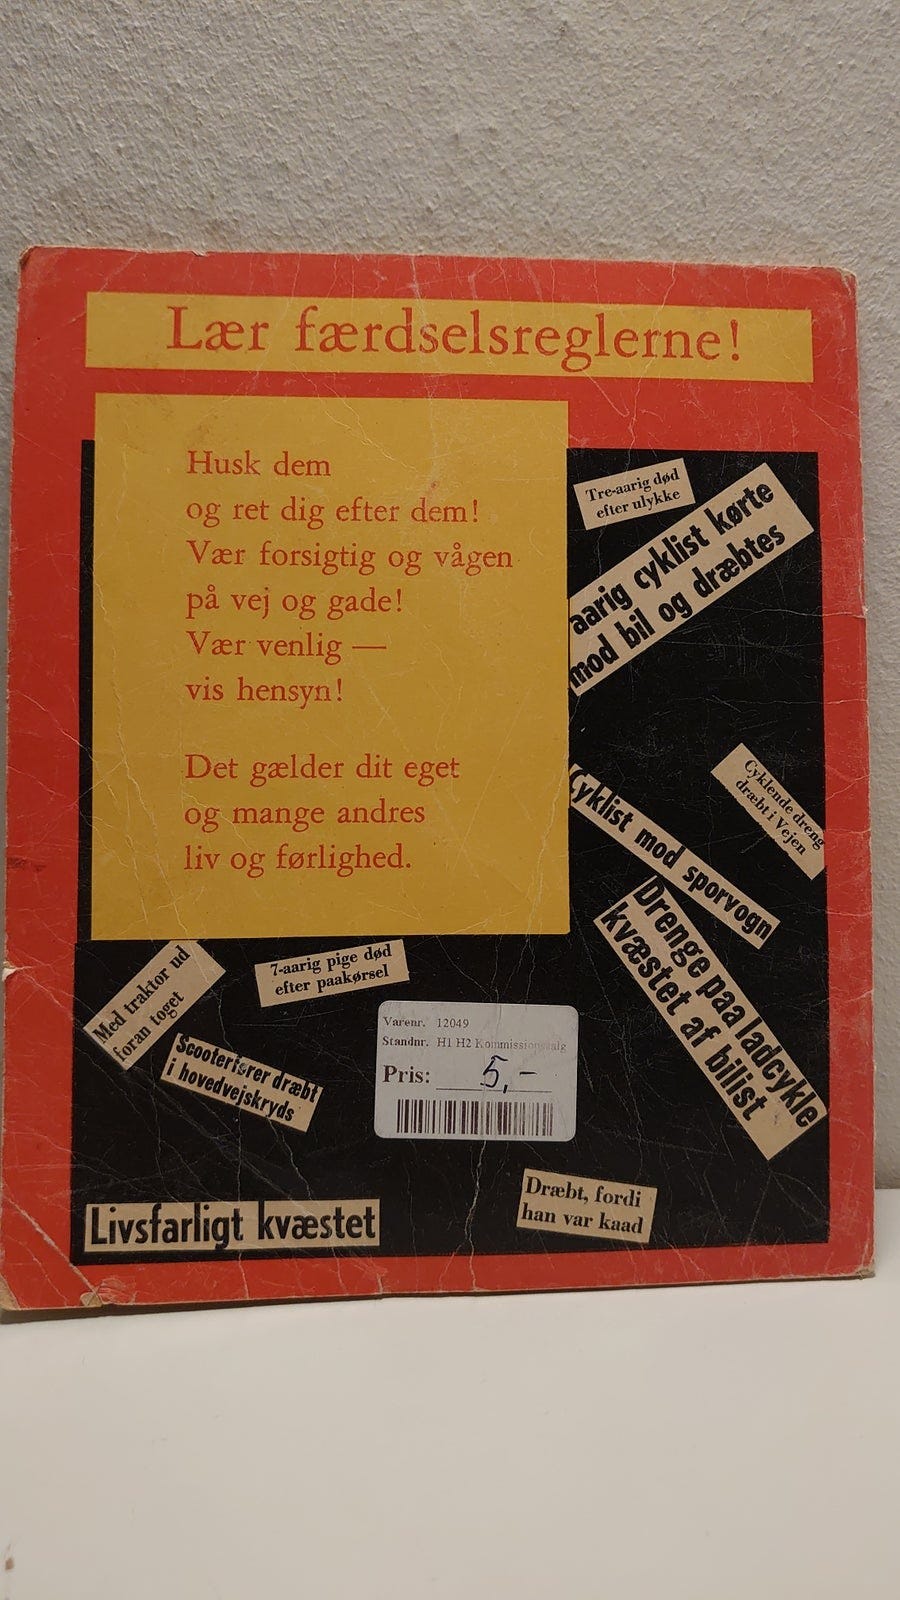 Lær færdselsreglerne!
Husk dem
og ret dig efter dem!
Vær forsigtig og vågen
på vej og gade!
Vær venlig —
vis hensyn!
Det gælder dit eget
og mange andres
liv og førlighed.
Tre-aarig død
efter ulykke
aarig cyklist kørte
mod bil og dræbtes
Cyklende dreng
dræbt i Vejen
Cyklist mod sporvogn
Drenge paa ladcykle
kvæstet af bilist
Med traktor ud
foran toget
7-aarig pige død
efter paakørsel
Scooterfører dræbt
i hovedvejskryds
Varenr. 12049
Standnr. H1 H2 Kommissionssalg
Pris: 5,-
Livsfarligt kvæstet
Dræbt, fordi
han var kaad